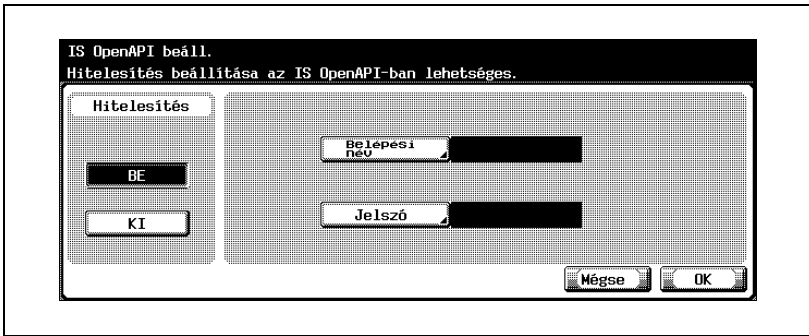 IS OpenAPI beáll.
Hitelesítés beállítása az IS OpenAPI-ban lehetséges.
Hitelesítés
Belépési
név
BE
Jelszó
KI
Mégse
OK